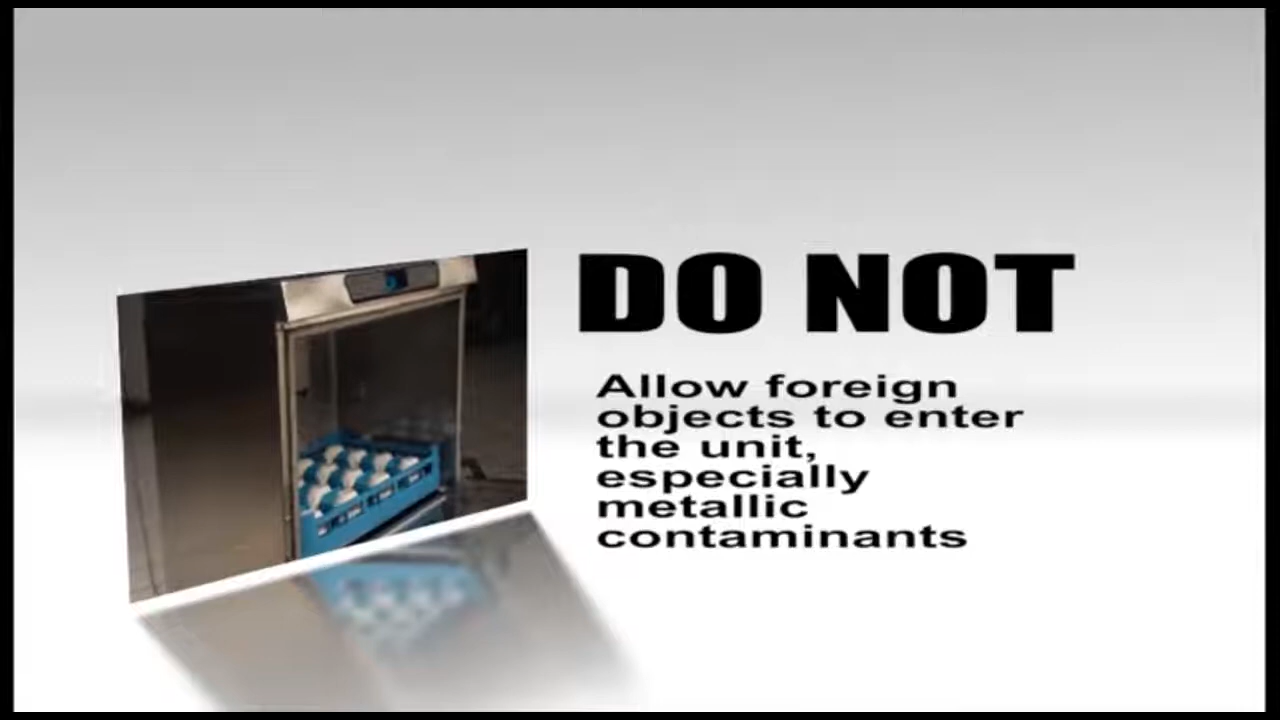 DO NOT
Allow foreign
objects to enter
the unit,
especially
metallic
contaminants